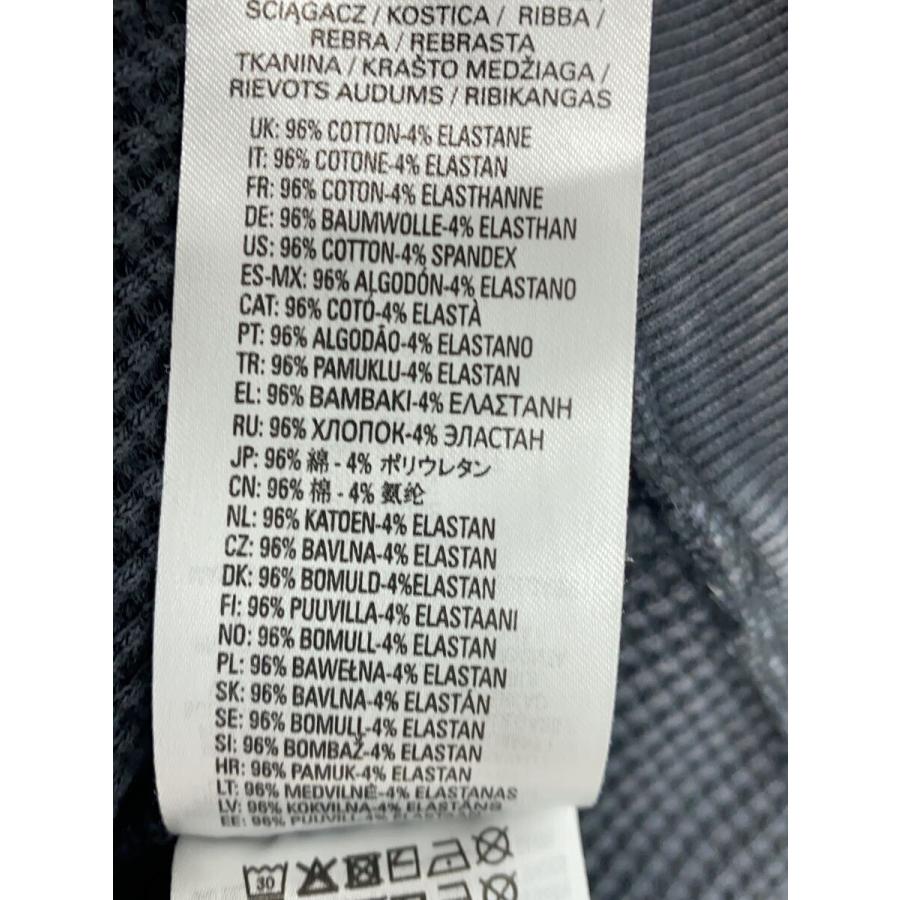 ŚCIĄGACZ / KOSTICA / RIBBA /
REBRA / REBRASTA
TKANINA / KRAŠTO MEDŽIAGA /
RIEVOTS AUDUMS / RIBIKANGAS
UK: 96% COTTON-4% ELASTANE
IT: 96% COTONE-4% ELASTAN
FR: 96% COTON-4% ELASTHANNE
DE: 96% BAUMWOLLE-4% ELASTHAN
US: 96% COTTON-4% SPANDEX
ES-MX: 96% ALGODÓN-4% ELASTANO
CAT: 96% COTÓ-4% ELASTÀ
PT: 96% ALGODÃO-4% ELASTANO
TR: 96% PAMUKLU-4% ELASTAN
EL: 96% ΒΑΜΒΑΚΙ-4% ΕΛΑΣΤΑΝΗ
RU: 96% ХЛОПОК-4% ЭЛАСТАН
JP: 96% 綿 - 4% ポリウレタン
CN: 96% 棉 - 4% 氨纶
NL: 96% KATOEN-4% ELASTAN
CZ: 96% BAVLNA-4% ELASTAN
DK: 96% BOMULD-4%ELASTAN
FI: 96% PUUVILLA-4% ELASTAANI
NO: 96% BOMULL-4% ELASTAN
PL: 96% BAWEŁNA-4% ELASTAN
SK: 96% BAVLNA-4% ELASTÁN
SE: 96% BOMULL-4% ELASTAN
SI: 96% BOMBAŽ-4% ELASTAN
HR: 96% PAMUK-4% ELASTAN
LT: 96% MEDVILNĖ-4% ELASTANAS
LV: 96% KOKVILNA-4% ELASTĀNS
EE: 96% PUUVILL-4% ELASTAN
30